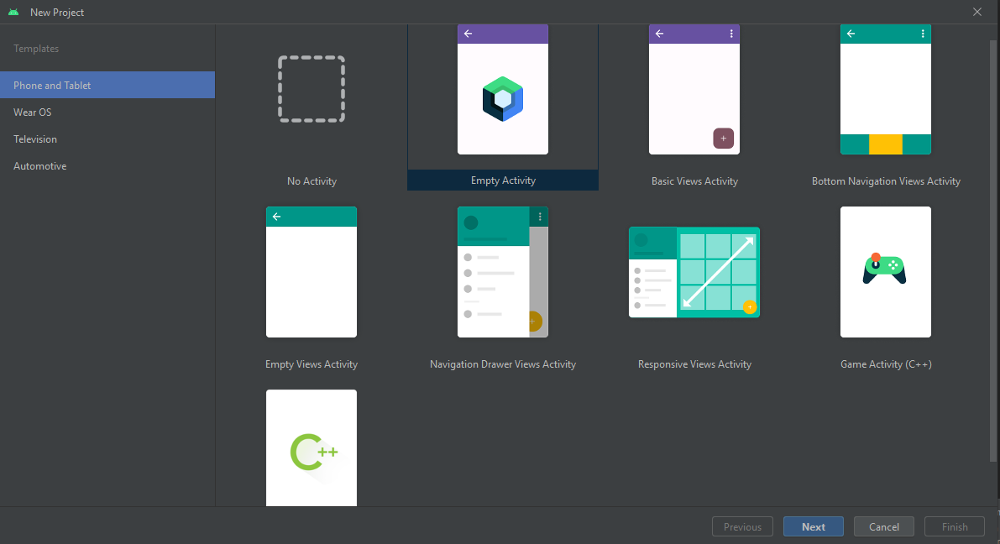 New Project
Templates
Phone and Tablet
Wear OS
Television
Automotive
No Activity
Empty Activity
Basic Views Activity
Bottom Navigation Views Activity
Empty Views Activity
Navigation Drawer Views Activity
Responsive Views Activity
Game Activity (C++)
C++
Previous
Next
Cancel
Finish